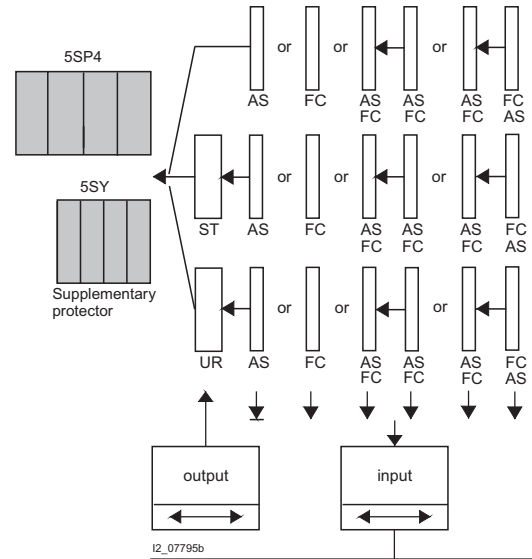 5SP4
AS or FC or AS FC AS FC or AS FC FC AS
5SY
ST AS or FC or AS FC AS FC or AS FC FC AS
Supplementary
protector
UR AS or FC or AS FC AS FC or AS FC FC AS
output
input
I2_07795b